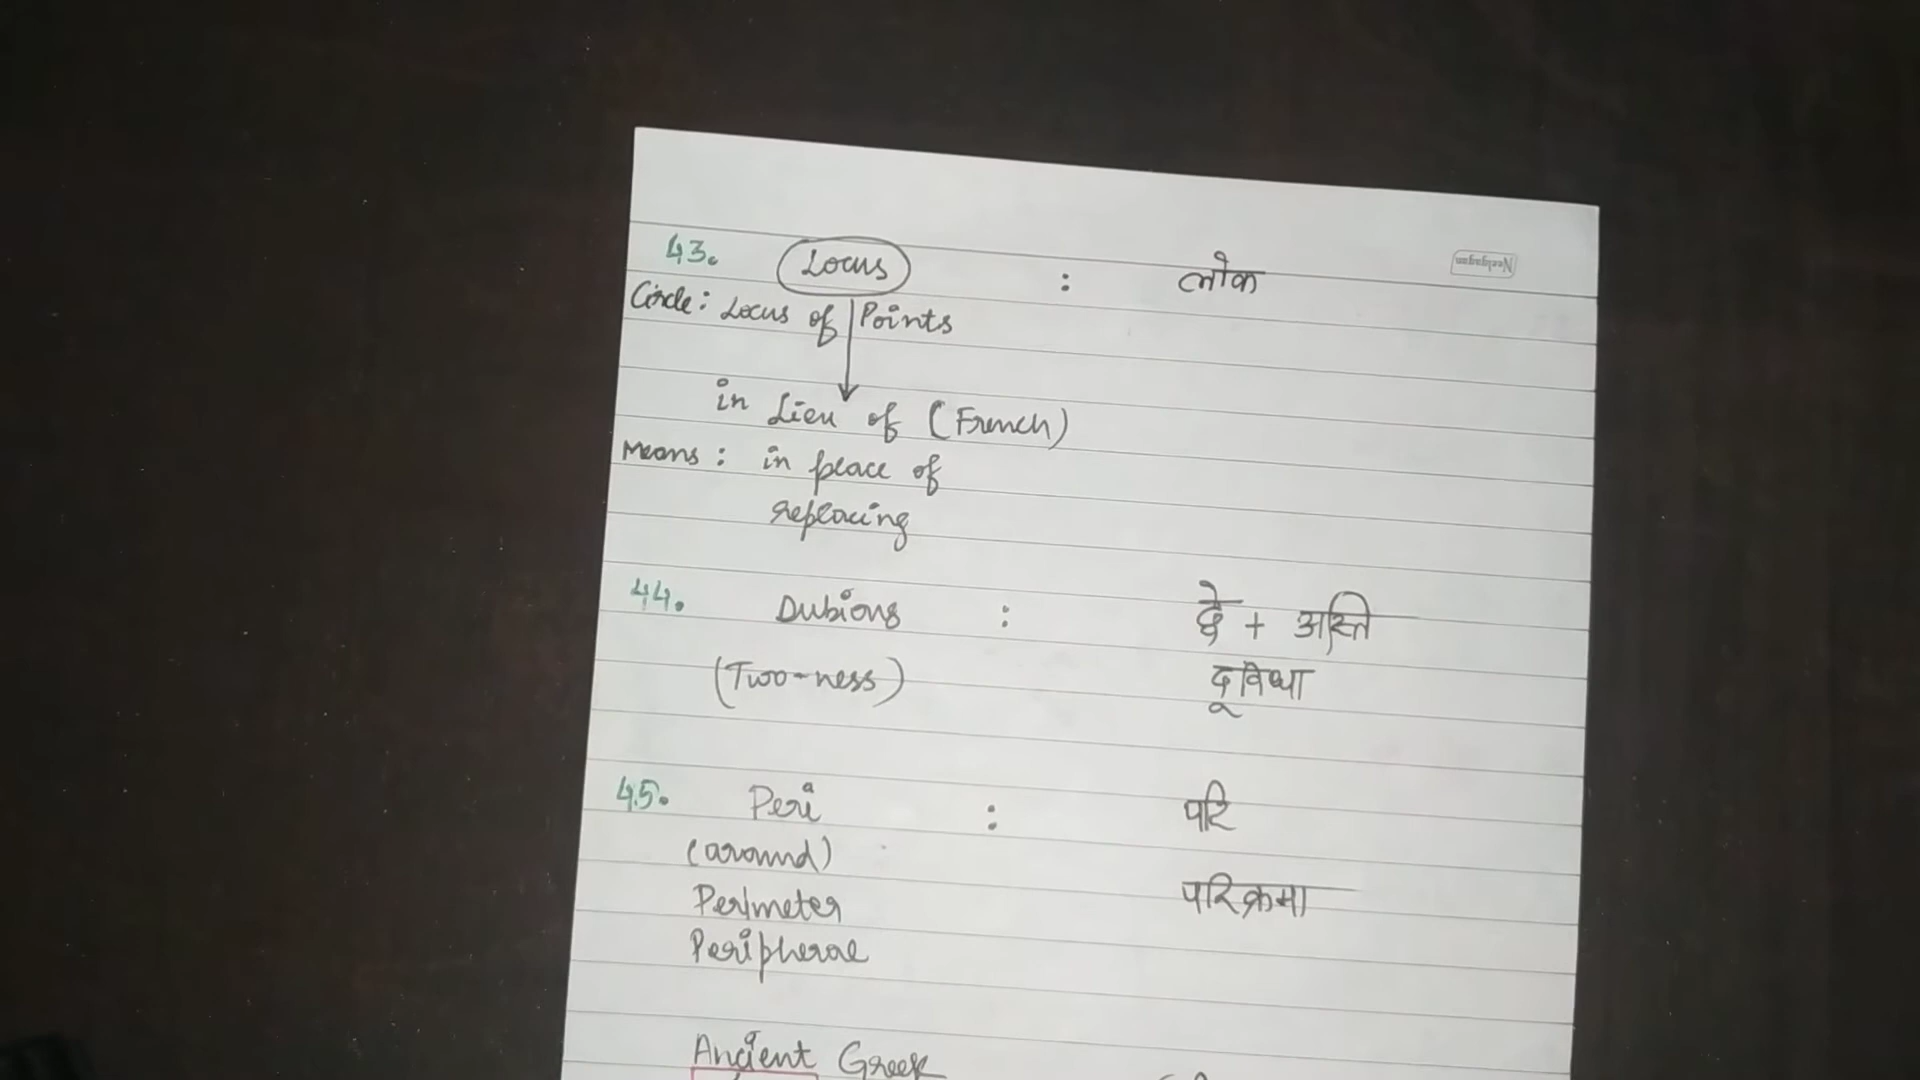 43. Locus : लोक
Neelgagan
Circle: Locus of Points
in Lieu of (French)
Means: in place of
replacing
44. Dubious : द्वे + अस्ति
(Two-ness) दूविधा
45. Peri : परि
(around)
Perimeter परिक्रमा
Peripheral
Ancient Greek